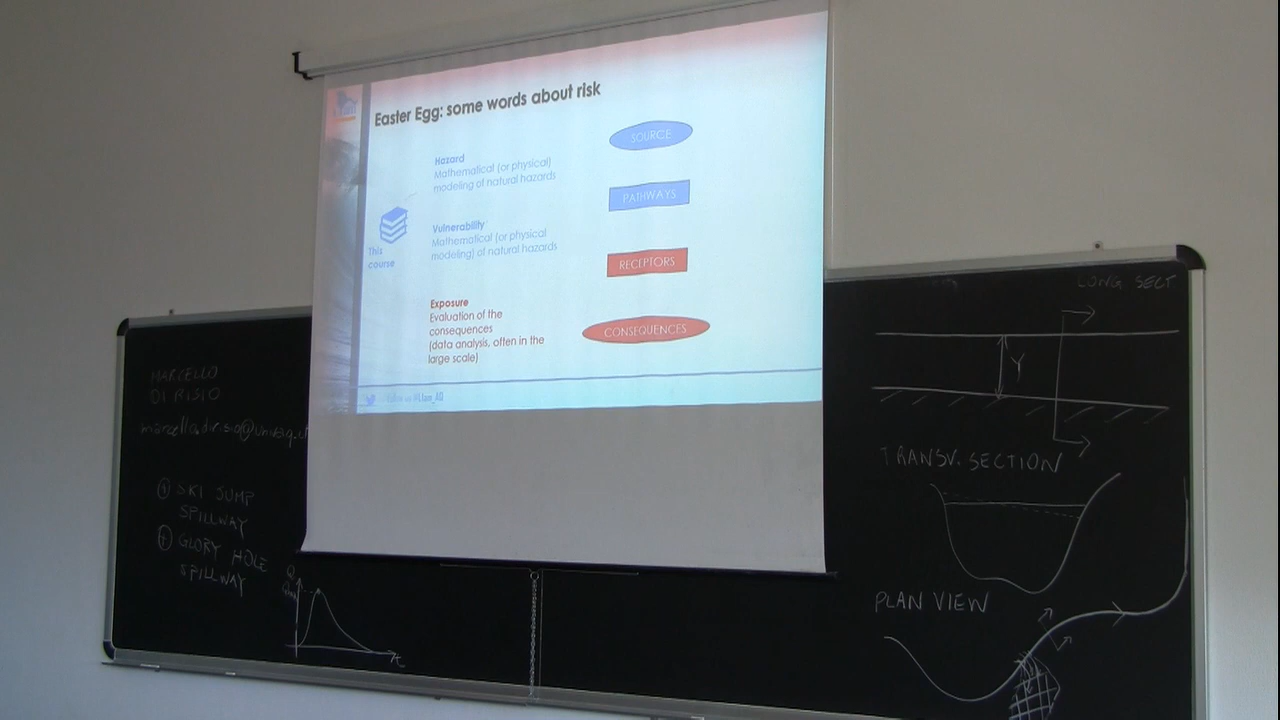 Easter Egg: some words about risk
Hazard
Mathematical (or physical)
modeling of natural hazards
Vulnerability
Mathematical (or physical
modeling) of natural hazards
This
course
Exposure
Evaluation of the
consequences
(data analysis, often in the
large scale)
SOURCE
PATHWAYS
RECEPTORS
CONSEQUENCES
MARCELLO
DI RISIO
SKI JUMP
SPILLWAY
GLORY HOLE
SPILLWAY
Q
t
LONG SECT
Y
TRANSV. SECTION
PLAN VIEW